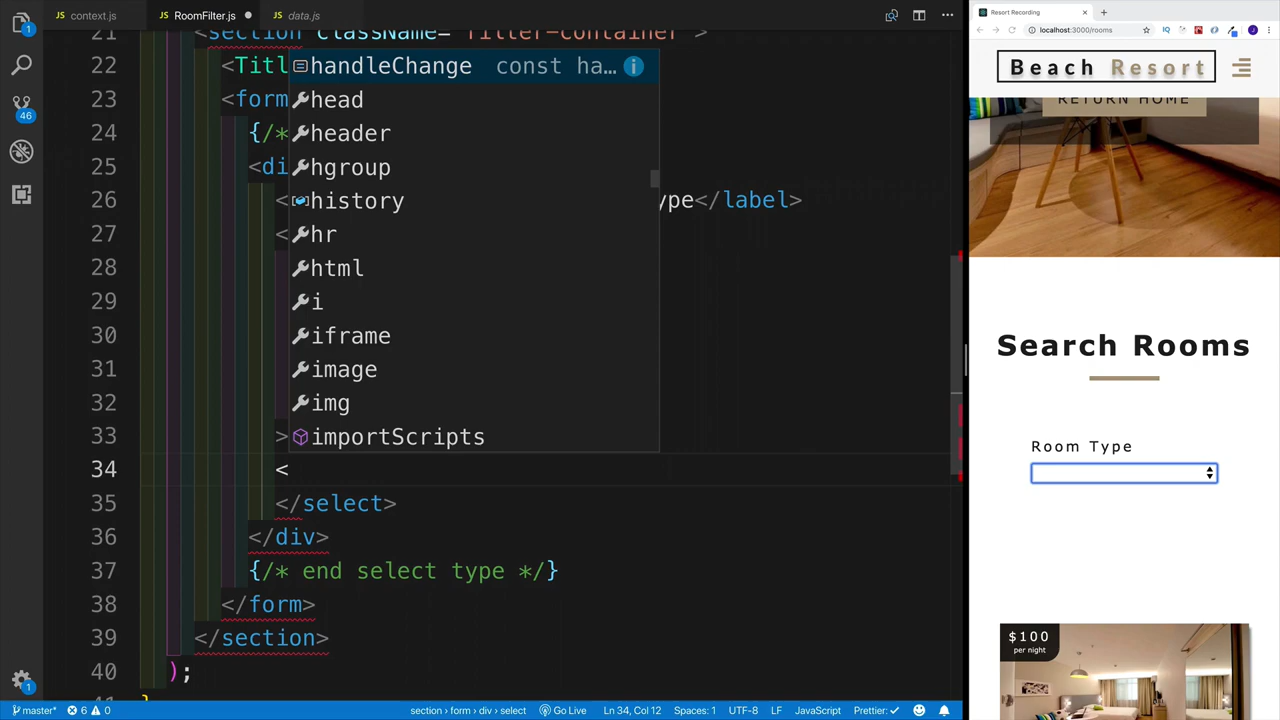 context.js
RoomFilter.js
data.js
21 <section className="filter-container">
22 <Titl
23 <form
24 {/*
25 <di
26 < ype</label>
27 <
28
29
30
31
32
33 >
34 <
35 </select>
36 </div>
37 {/* end select type */}
38 </form>
39 </section>
40 );
41 }
handleChange const ha...
head
header
hgroup
history
hr
html
i
iframe
image
img
importScripts
46
1
1
master*
6 0
section › form › div › select
Go Live
Ln 34, Col 12
Spaces: 1
UTF-8
LF
JavaScript
Prettier: ✓
Resort Recording
localhost:3000/rooms
IQ
J
Beach Resort
RETURN HOME
Search Rooms
Room Type
$100
per night